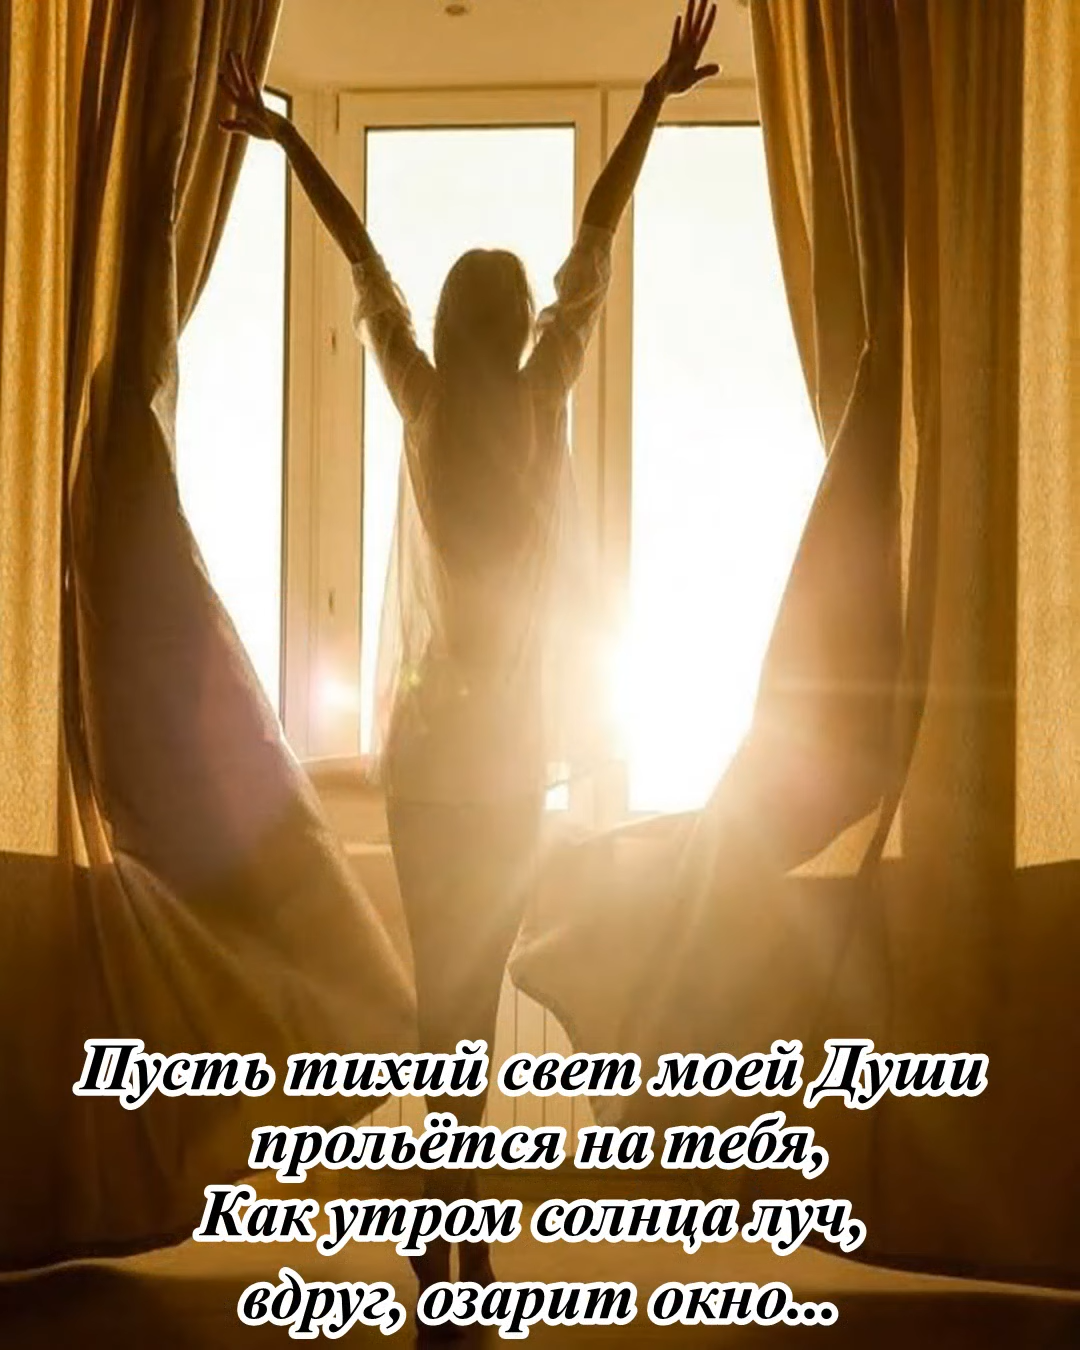 Пусть тихий свет моей Души
прольётся на тебя,
Как утром солнца луч,
вдруг, озарит окно...